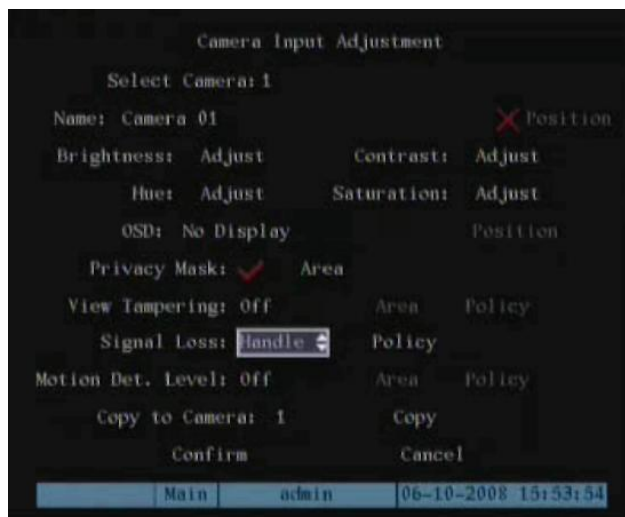 Camera Input Adjustment
Select Camera: 1
Name: Camera 01 Position
Brightness: Adjust Contrast: Adjust
Hue: Adjust Saturation: Adjust
OSD: No Display Position
Privacy Mask: Area
View Tampering: Off Area Policy
Signal Loss: Handle Policy
Motion Det. Level: Off Area Policy
Copy to Camera: 1 Copy
Confirm Cancel
Main admin 06-10-2008 15:53:54